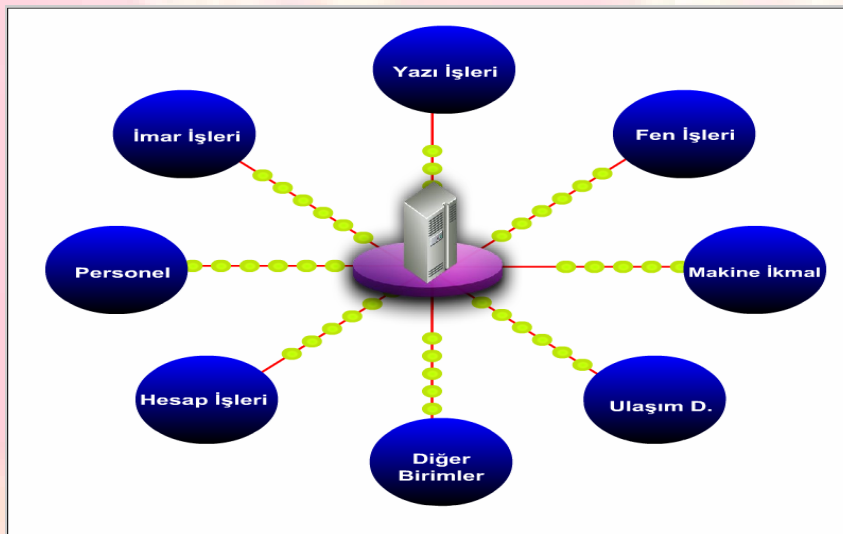 Yazı İşleri
İmar İşleri
Fen İşleri
Personel
Makine İkmal
Hesap İşleri
Ulaşım D.
Diğer
Birimler